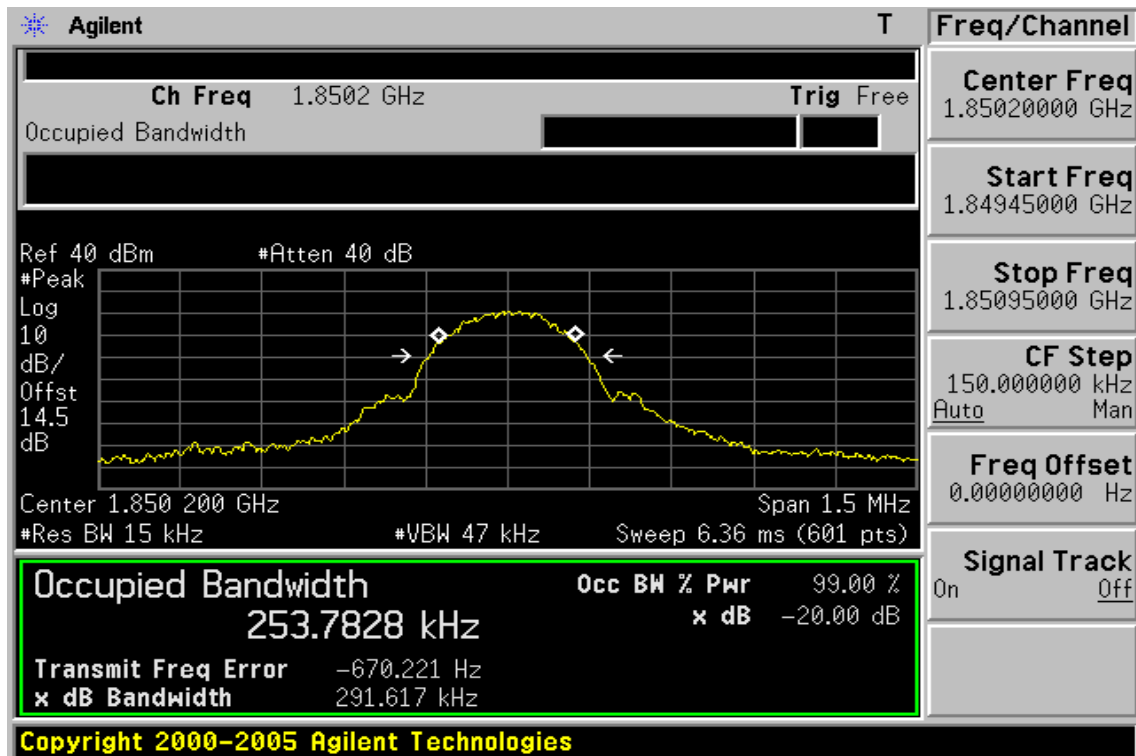 Agilent T
Ch Freq 1.8502 GHz Trig Free
Occupied Bandwidth
Ref 40 dBm #Atten 40 dB
#Peak
Log
10
dB/
Offst
14.5
dB
Center 1.850 200 GHz Span 1.5 MHz
#Res BW 15 kHz #VBW 47 kHz Sweep 6.36 ms (601 pts)
Occupied Bandwidth
253.7828 kHz
Occ BW % Pwr 99.00 %
x dB -20.00 dB
Transmit Freq Error -670.221 Hz
x dB Bandwidth 291.617 kHz
Copyright 2000-2005 Agilent Technologies
Freq/Channel
Center Freq
1.85020000 GHz
Start Freq
1.84945000 GHz
Stop Freq
1.85095000 GHz
CF Step
150.000000 kHz
Auto Man
Freq Offset
0.00000000 Hz
Signal Track
On Off